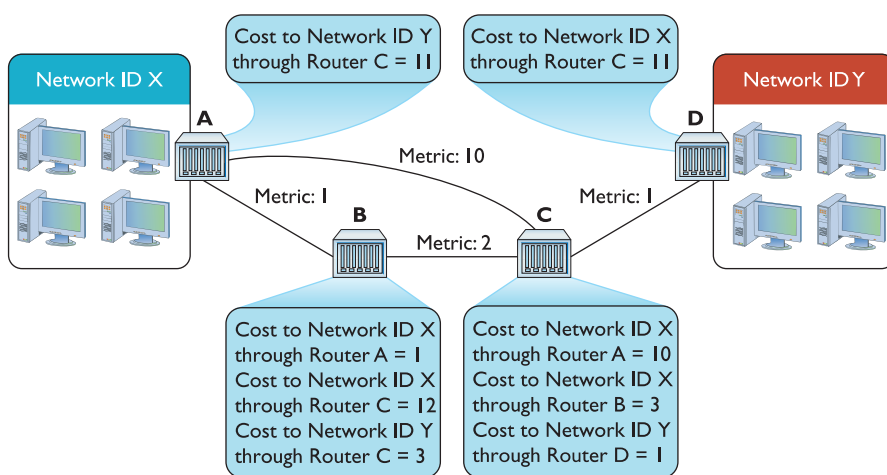 Cost to Network ID Y
through Router C = 11
Cost to Network ID X
through Router C = 11
Network ID X
Network ID Y
A
D
Metric: 10
Metric: 1
Metric: 1
B
C
Metric: 2
Cost to Network ID X
through Router A = 1
Cost to Network ID X
through Router C = 12
Cost to Network ID Y
through Router C = 3
Cost to Network ID X
through Router A = 10
Cost to Network ID X
through Router B = 3
Cost to Network ID Y
through Router D = 1